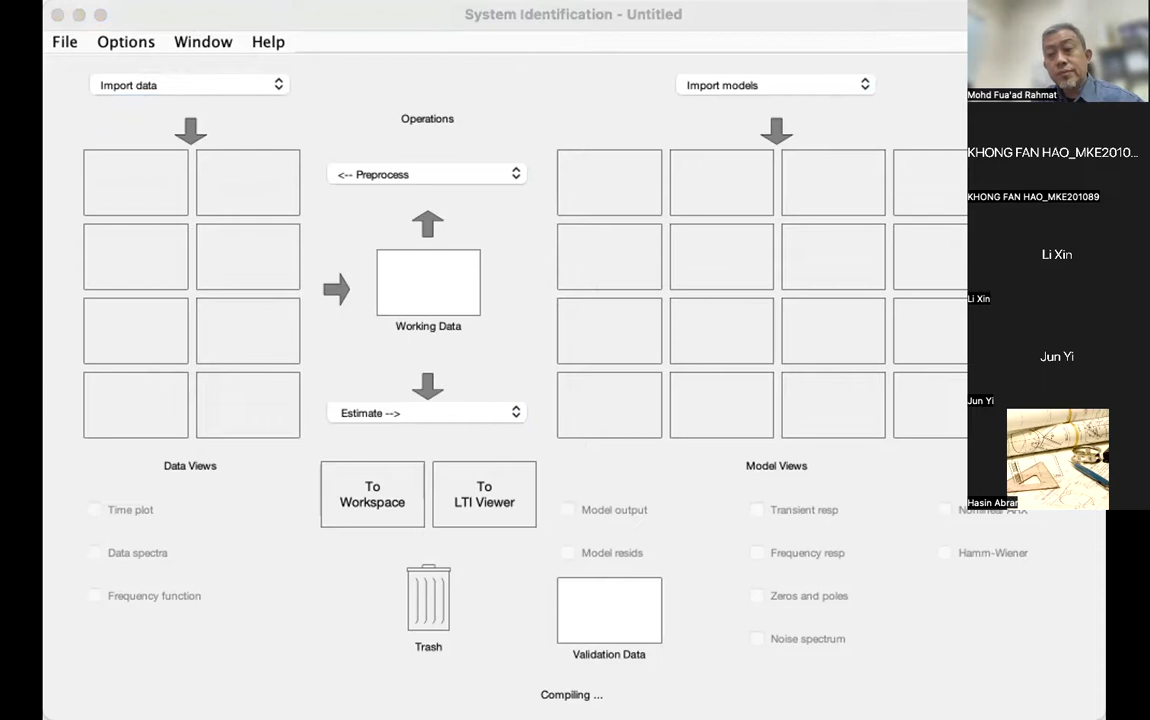 System Identification - Untitled
File Options Window Help
Import data
Import models
Operations
<-- Preprocess
Working Data
Estimate -->
Data Views
Model Views
To
Workspace
To
LTI Viewer
Time plot
Data spectra
Frequency function
Model output
Model resids
Transient resp
Frequency resp
Zeros and poles
Noise spectrum
Hamm-Wiener
Trash
Validation Data
Compiling ...
Mohd Fua'ad Rahmat
KHONG FAN HAO_MKE2010...
KHONG FAN HAO_MKE201089
Li Xin
Li Xin
Jun Yi
Jun Yi
Hasin Abrar